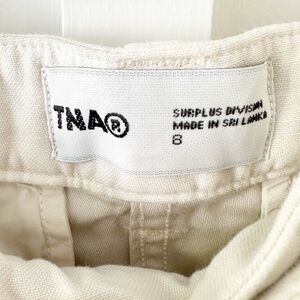 TNA®
SURPLUS DIVISION
MADE IN SRI LANKA
8